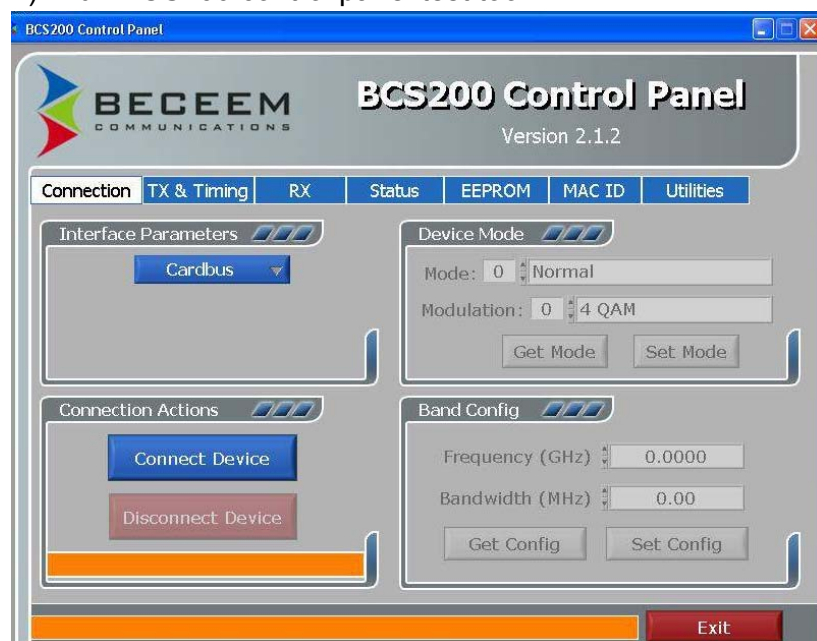 BCS200 Control Panel
BECEEM
COMMUNICATIONS
BCS200 Control Panel
Version 2.1.2
Connection TX & Timing RX Status EEPROM MAC ID Utilities
Interface Parameters
Cardbus
Device Mode
Mode: 0 Normal
Modulation: 0 4 QAM
Get Mode Set Mode
Connection Actions
Connect Device
Disconnect Device
Band Config
Frequency (GHz) 0.0000
Bandwidth (MHz) 0.00
Get Config Set Config
Exit